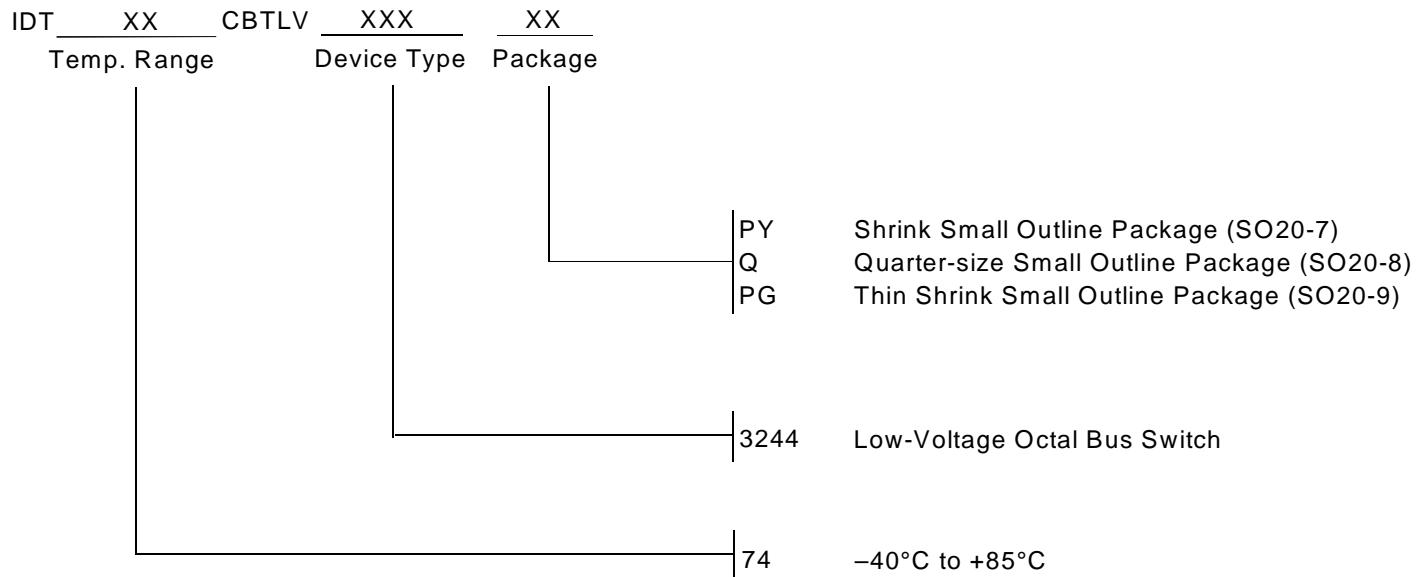 IDT XX CBTLV XXX XX
Temp. Range Device Type Package
PY Shrink Small Outline Package (SO20-7)
Q Quarter-size Small Outline Package (SO20-8)
PG Thin Shrink Small Outline Package (SO20-9)
3244 Low-Voltage Octal Bus Switch
74 –40°C to +85°C